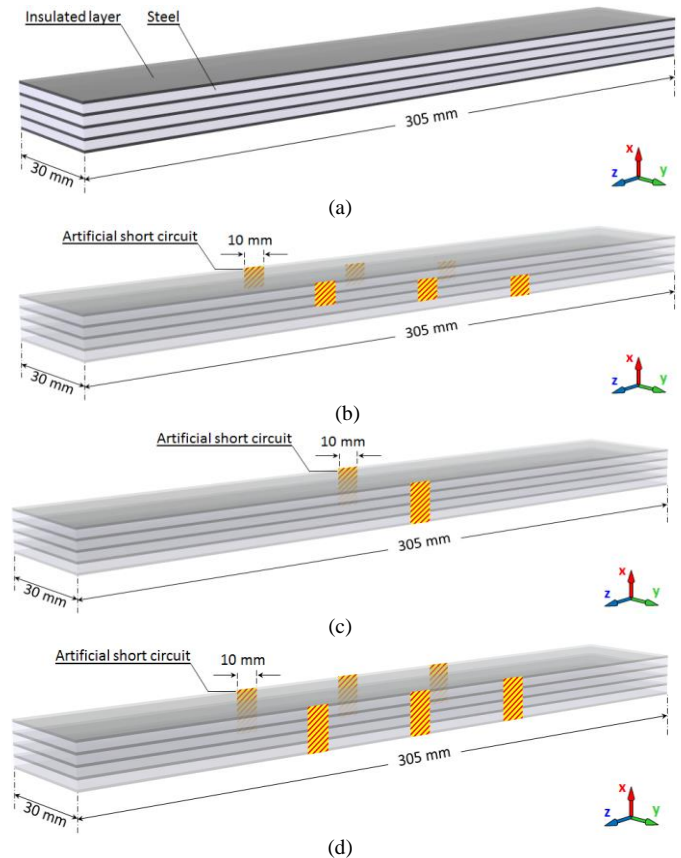 Insulated layer Steel
305 mm
30 mm
x
z y
(a)
Artificial short circuit
10 mm
305 mm
30 mm
x
z y
(b)
Artificial short circuit
10 mm
305 mm
30 mm
x
z y
(c)
Artificial short circuit
10 mm
305 mm
30 mm
x
z y
(d)